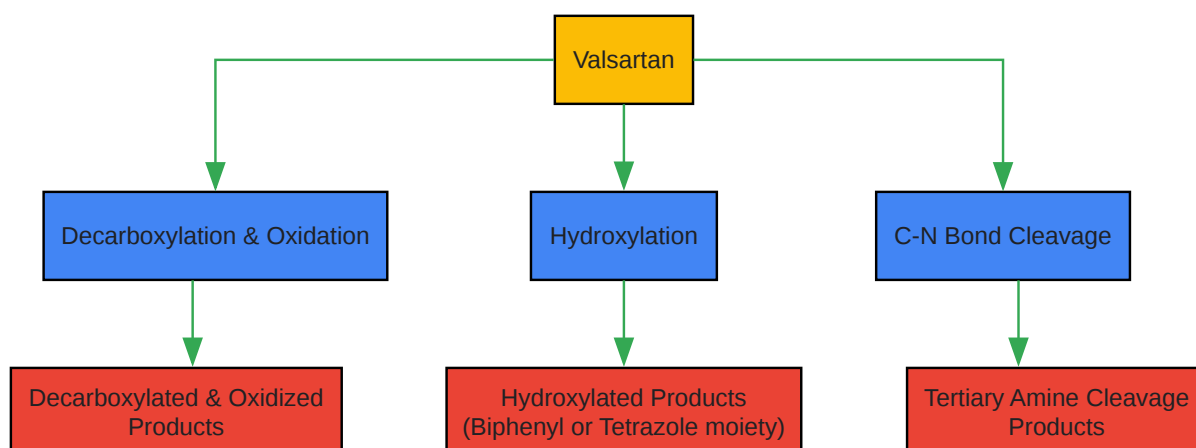 Valsartan
Decarboxylation & Oxidation
Hydroxylation
C-N Bond Cleavage
Decarboxylated & Oxidized
Products
Hydroxylated Products
(Biphenyl or Tetrazole moiety)
Tertiary Amine Cleavage
Products